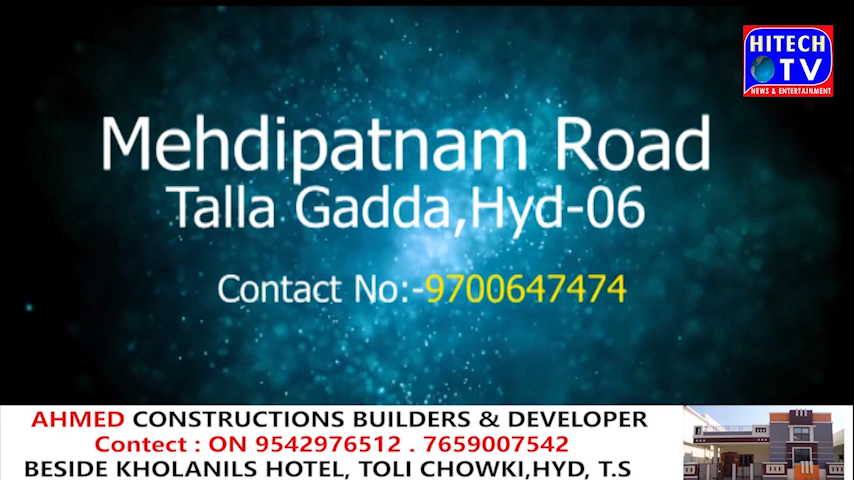 HITECH
TV
NEWS & ENTERTAINMENT
Mehdipatnam Road
Talla Gadda,Hyd-06
Contact No:-9700647474
AHMED CONSTRUCTIONS BUILDERS & DEVELOPER
Contect : ON 9542976512 . 7659007542
BESIDE KHOLANILS HOTEL, TOLI CHOWKI,HYD, T.S